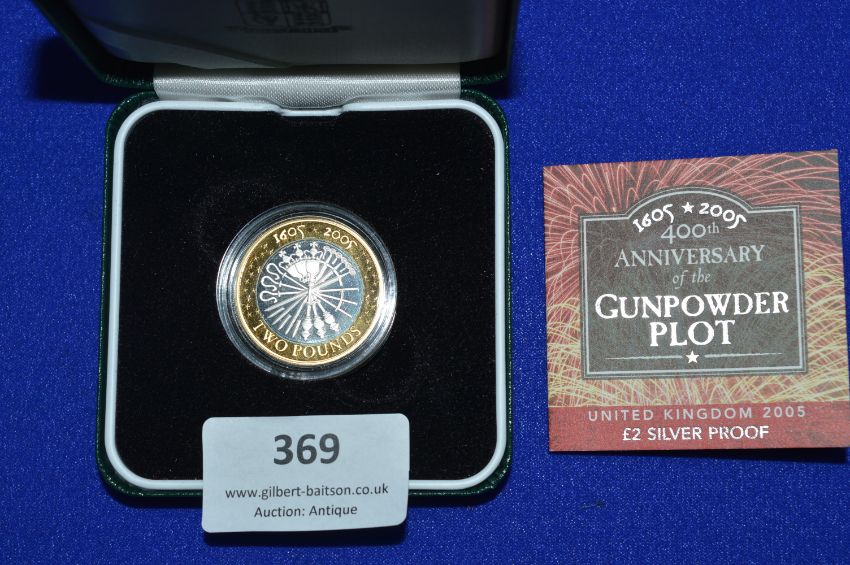 1605 2005
TWO POUNDS
369
www.gilbert-baitson.co.uk
Auction: Antique
1605 ★ 2005
400th
ANNIVERSARY
of the
GUNPOWDER
PLOT
UNITED KINGDOM 2005
£2 SILVER PROOF